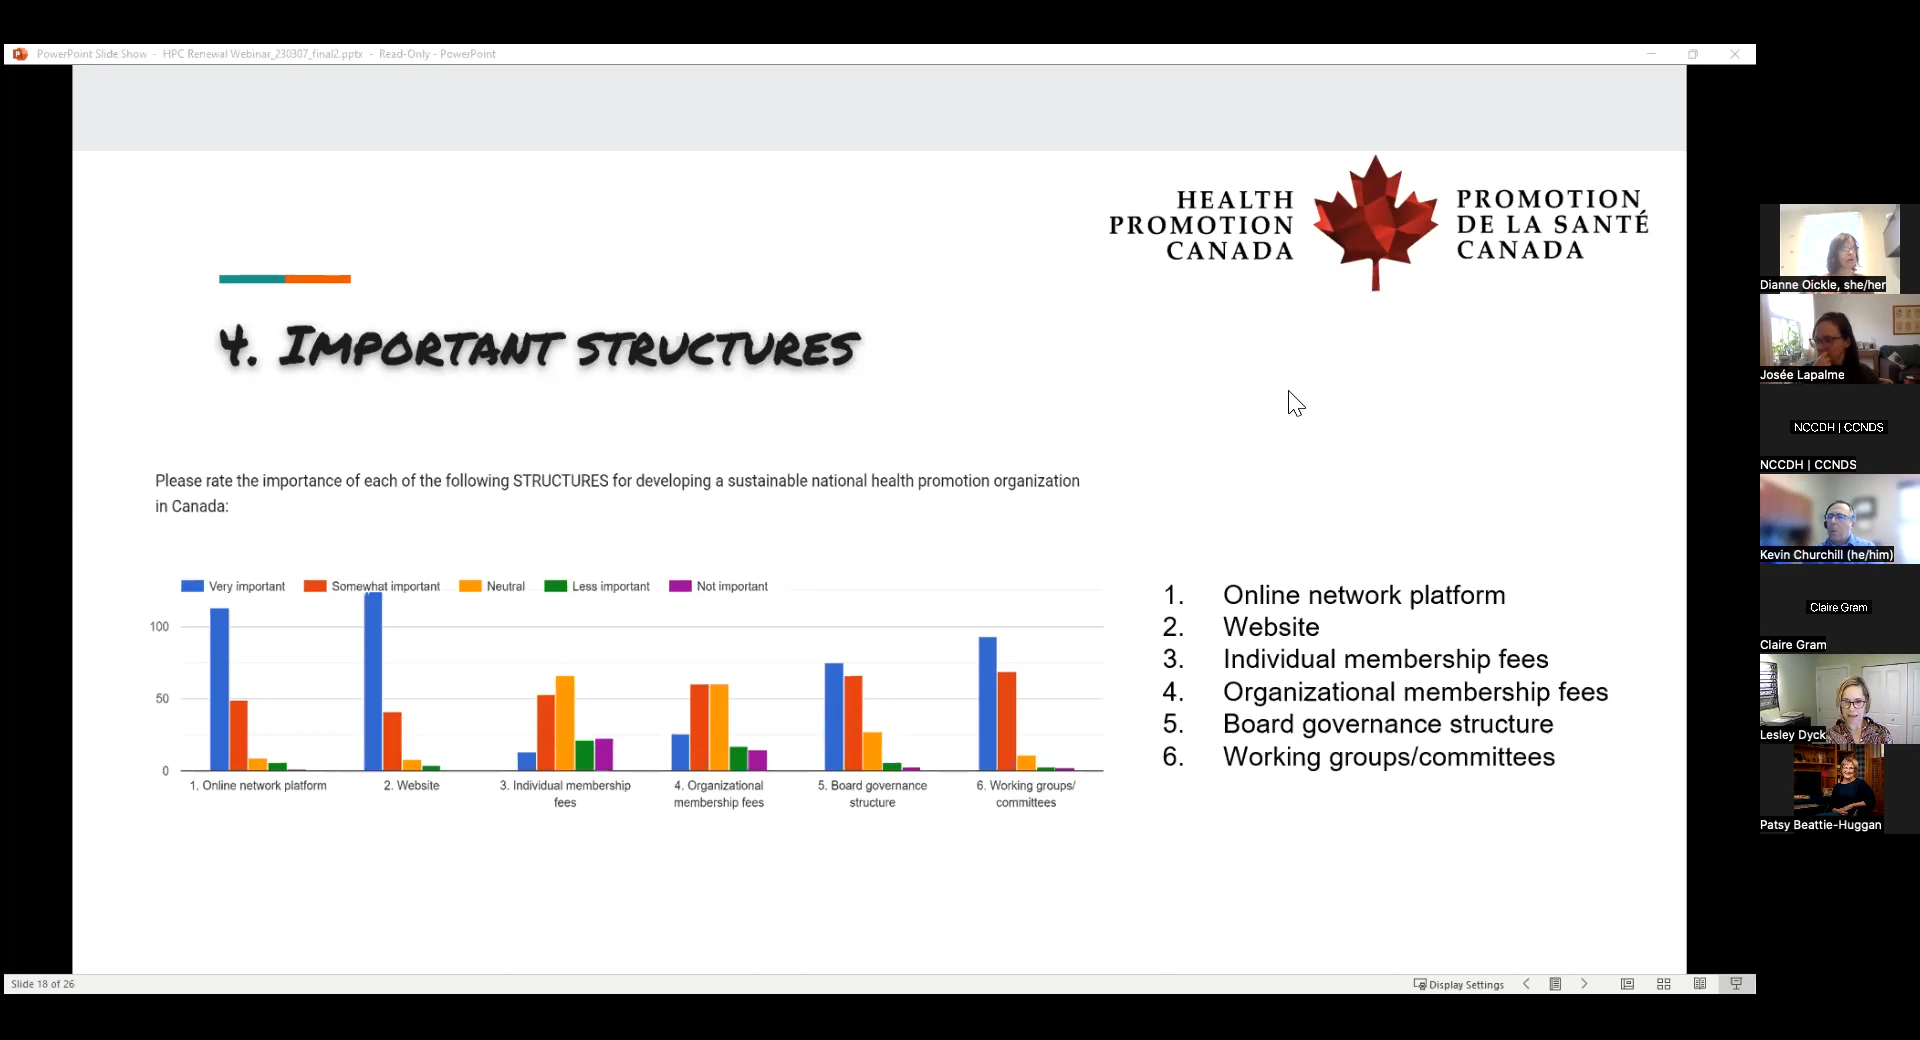 PowerPoint Slide Show - HPC Renewal Webinar_230307_final2.pptx - Read-Only - PowerPoint
HEALTH PROMOTION CANADA
PROMOTION DE LA SANTÉ CANADA
4. Important structures
Please rate the importance of each of the following STRUCTURES for developing a sustainable national health promotion organization
in Canada:
Very important Somewhat important Neutral Less important Not important
100
50
0
1. Online network platform
2. Website
3. Individual membership
fees
4. Organizational
membership fees
5. Board governance
structure
6. Working groups/
committees
1. Online network platform
2. Website
3. Individual membership fees
4. Organizational membership fees
5. Board governance structure
6. Working groups/committees
Dianne Oickle, she/her
Josée Lapalme
NCCDH | CCNDS
NCCDH | CCNDS
Kevin Churchill (he/him)
Claire Gram
Claire Gram
Lesley Dyck
Patsy Beattie-Huggan
Slide 18 of 26
Display Settings